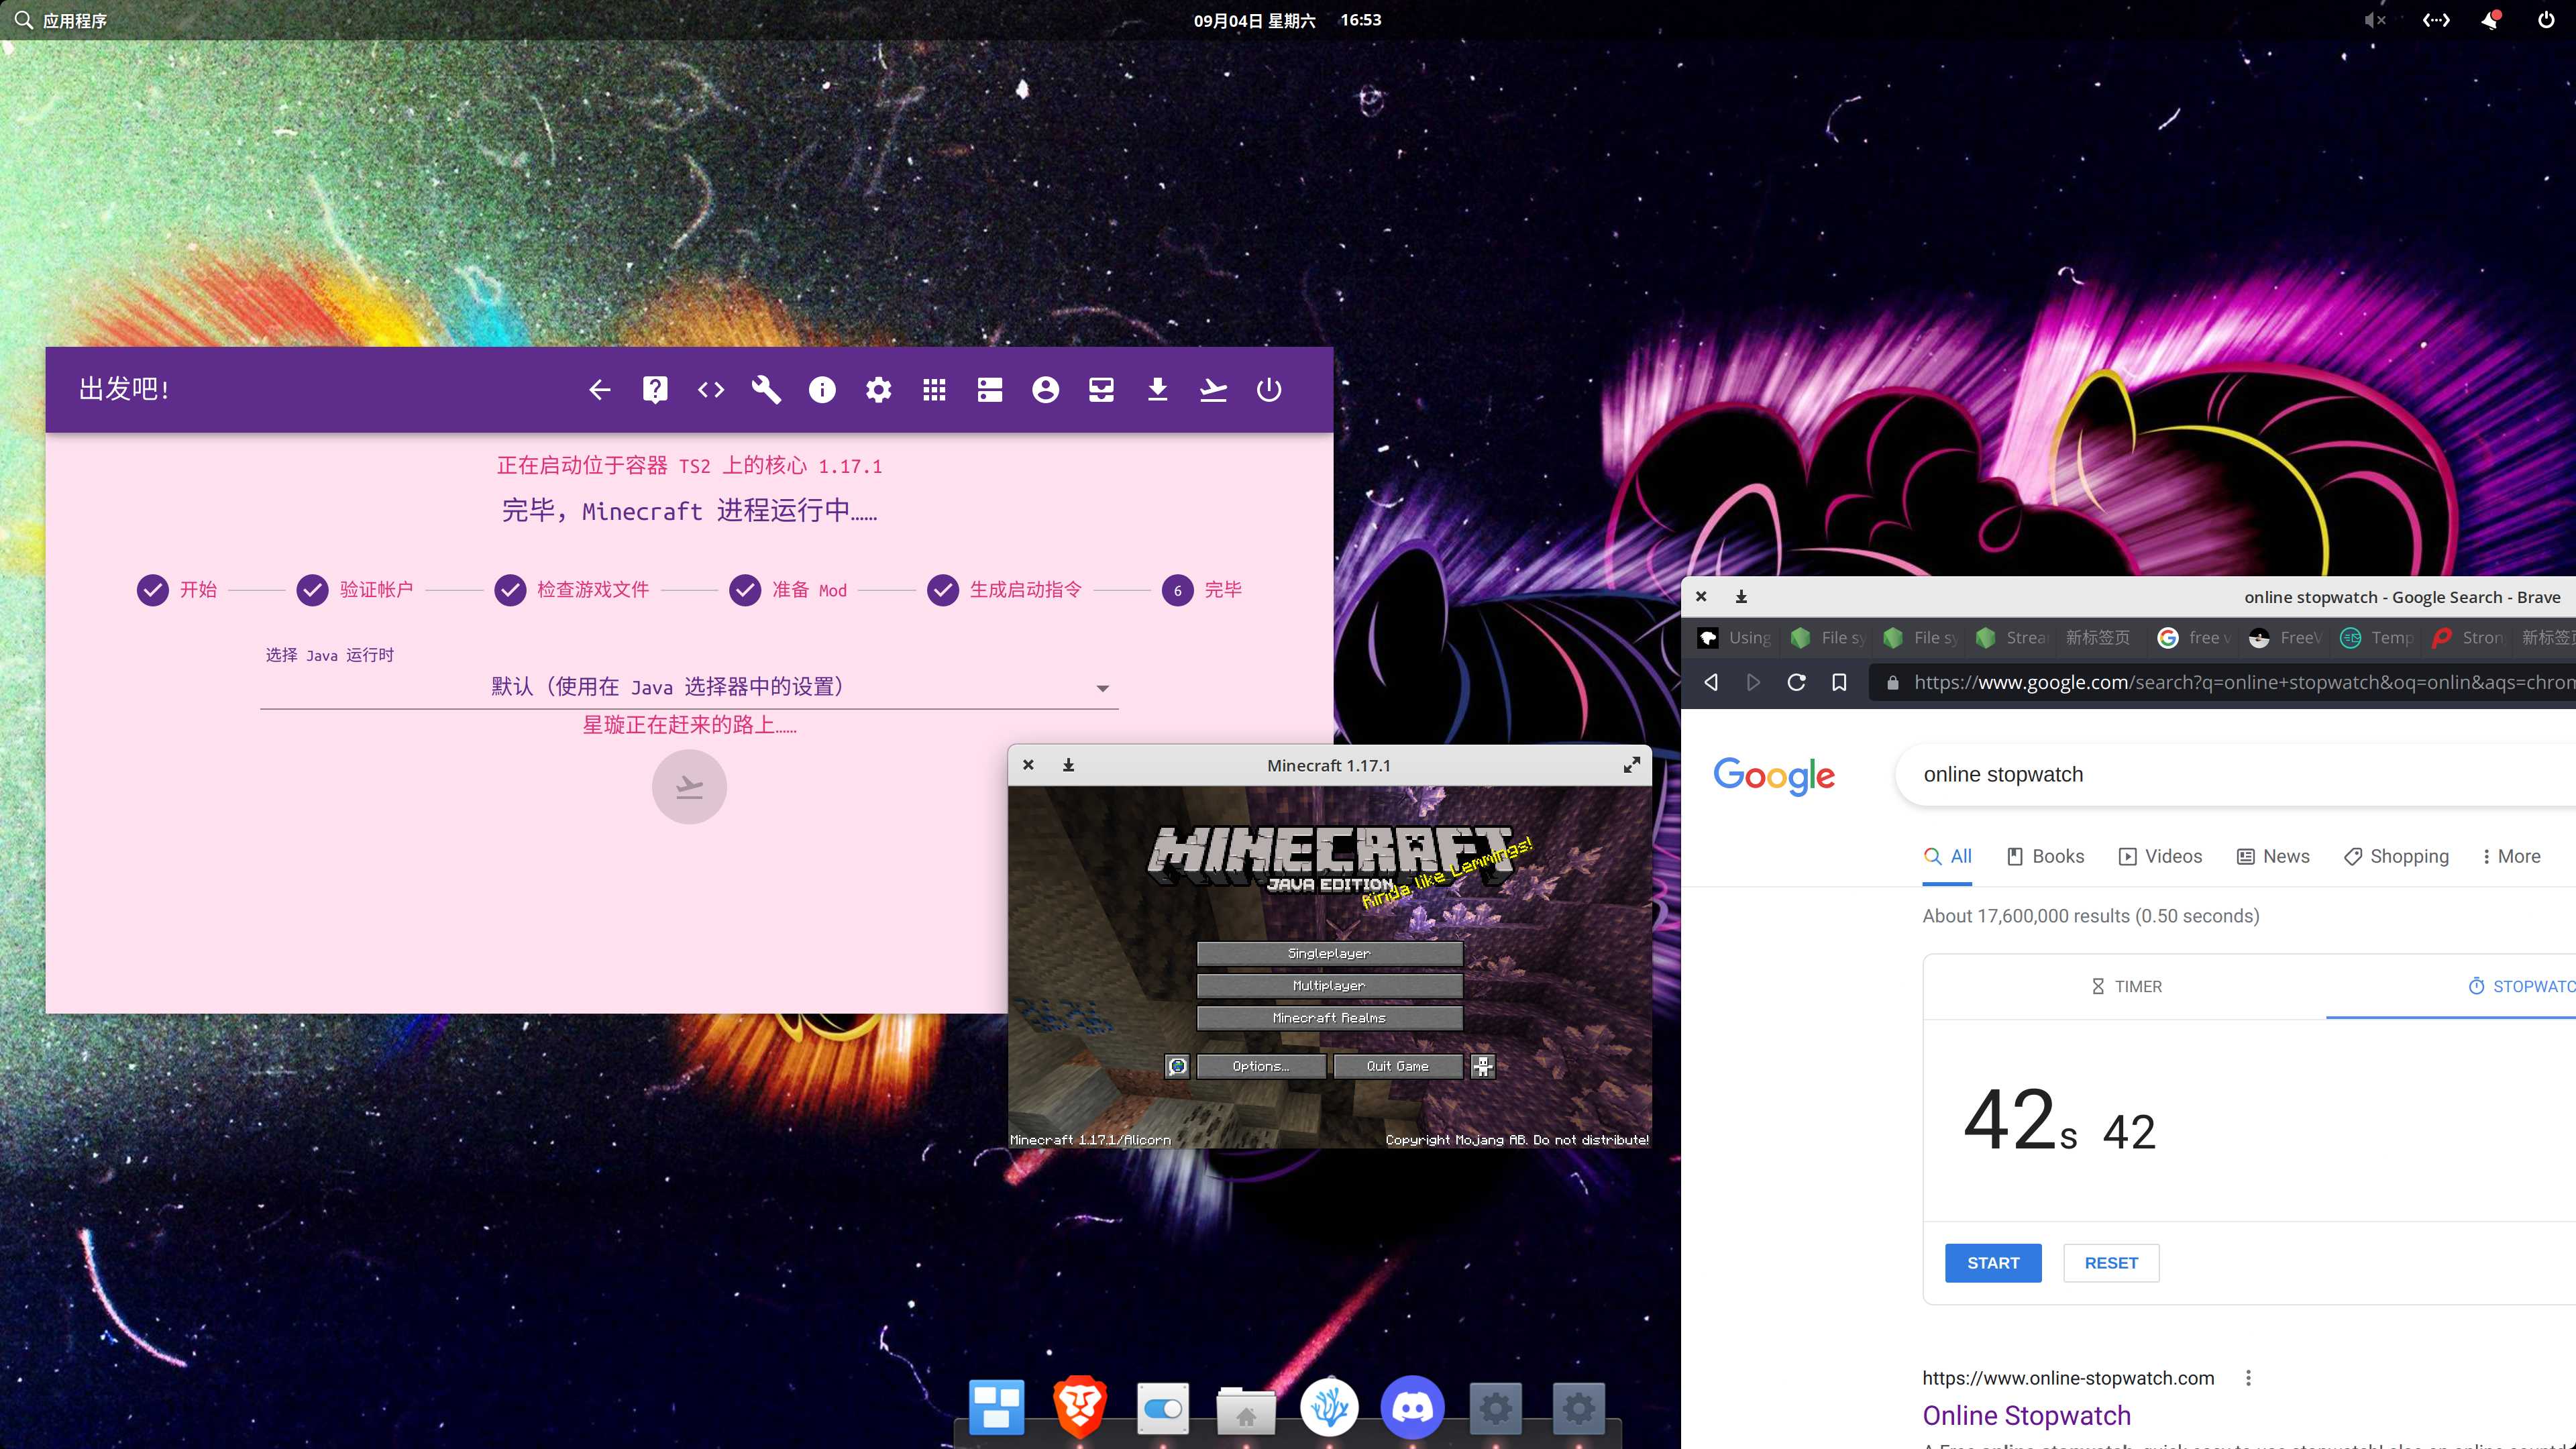 应用程序
09月04日 星期六 16:53
出发吧!
正在启动位于容器 TS2 上的核心 1.17.1
完毕，Minecraft 进程运行中……
开始
验证帐户
检查游戏文件
准备 Mod
生成启动指令
6 完毕
选择 Java 运行时
默认（使用在 Java 选择器中的设置）
星璇正在赶来的路上……
Minecraft 1.17.1
MINECRAFT
JAVA EDITION
Kinda like Lemmings!
Singleplayer
Multiplayer
Minecraft Realms
Options...
Quit Game
Minecraft 1.17.1/Alicorn
Copyright Mojang AB. Do not distribute!
online stopwatch - Google Search - Brave
Using
File sy
File sy
Strea
新标签页
free v
FreeV
Temp
Stron
新标签页
https://www.google.com/search?q=online+stopwatch&oq=onlin&aqs=chrom
Google
online stopwatch
All
Books
Videos
News
Shopping
More
About 17,600,000 results (0.50 seconds)
TIMER
STOPWATC
42s 42
START
RESET
https://www.online-stopwatch.com
Online Stopwatch